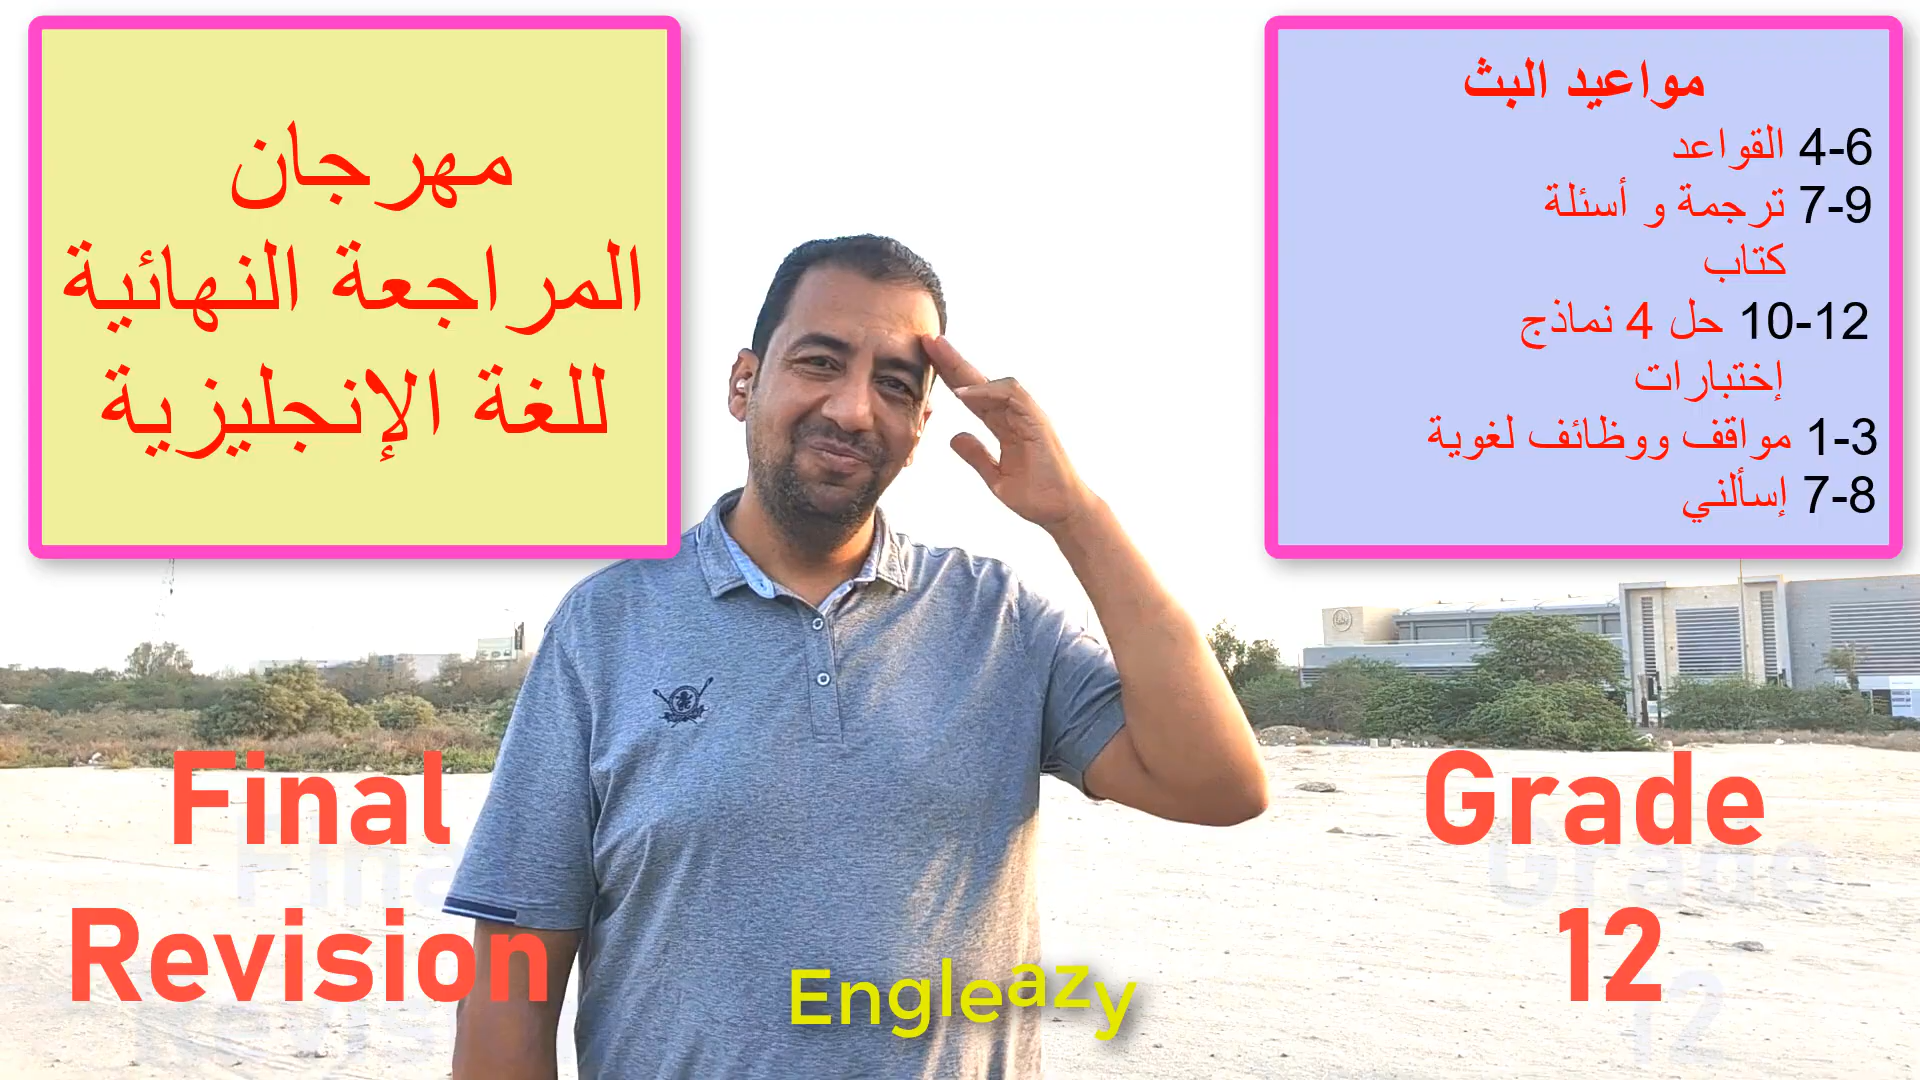 مهرجان
المراجعة النهائية
للغة الإنجليزية
مواعيد البث
4-6 القواعد
7-9 ترجمة و أسئلة
كتاب
10-12 حل 4 نماذج
إختبارات
1-3 مواقف ووظائف لغوية
7-8 إسألني
Final
Revision
Grade
12
Engleazy